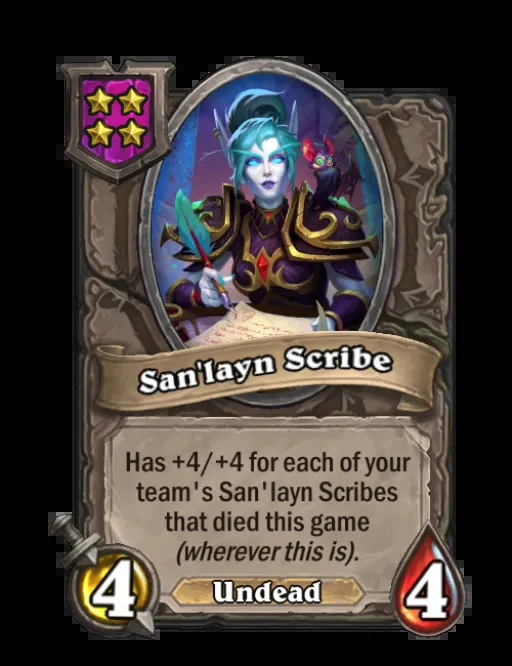 San'layn Scribe
Has +4/+4 for each of your
team's San'layn Scribes
that died this game
(wherever this is).
4
Undead
4